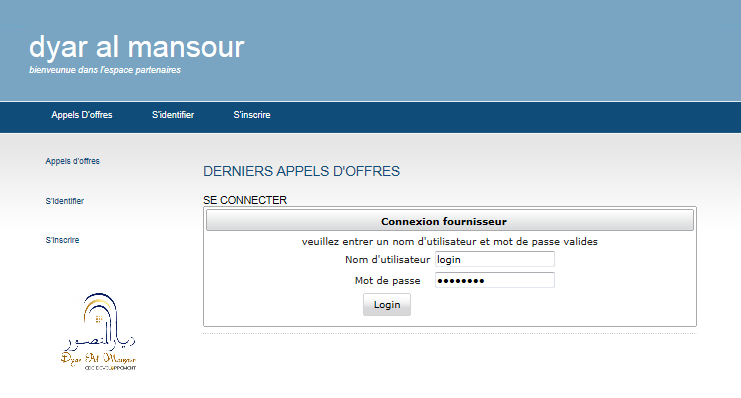 dyar al mansour
bienveunue dans l'espace partenaires
Appels D'offres S'identifier S'inscrire
Appels d'offres
S'identifier
S'inscrire
DERNIERS APPELS D'OFFRES
SE CONNECTER
Connexion fournisseur
veuillez entrer un nom d'utilisateur et mot de passe valides
Nom d'utilisateur login
Mot de passe ••••••••
Login
ديار المنصور
Dyar Al Mansour
CDG DEVELOPPEMENT